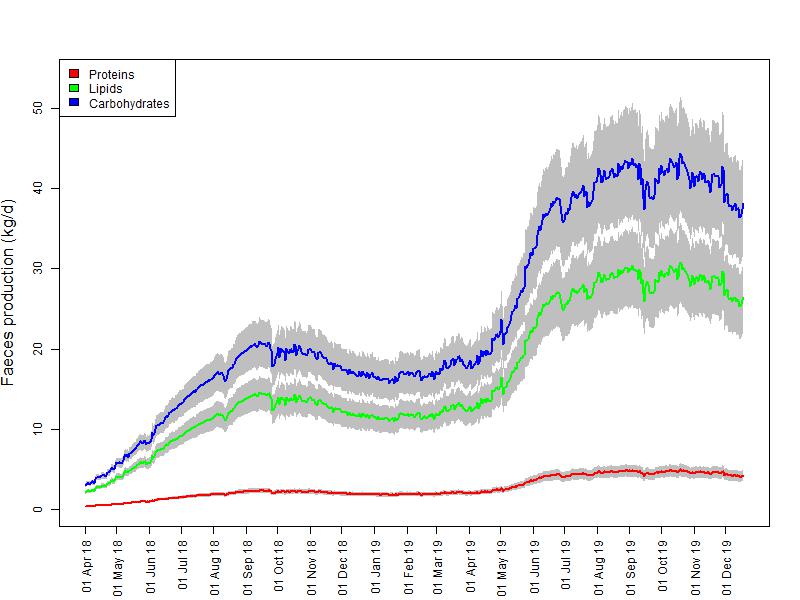 Proteins
Lipids
Carbohydrates
Faeces production (kg/d)
50
40
30
20
10
0
01 Apr 18
01 May 18
01 Jun 18
01 Jul 18
01 Aug 18
01 Sep 18
01 Oct 18
01 Nov 18
01 Dec 18
01 Jan 19
01 Feb 19
01 Mar 19
01 Apr 19
01 May 19
01 Jun 19
01 Jul 19
01 Aug 19
01 Sep 19
01 Oct 19
01 Nov 19
01 Dec 19